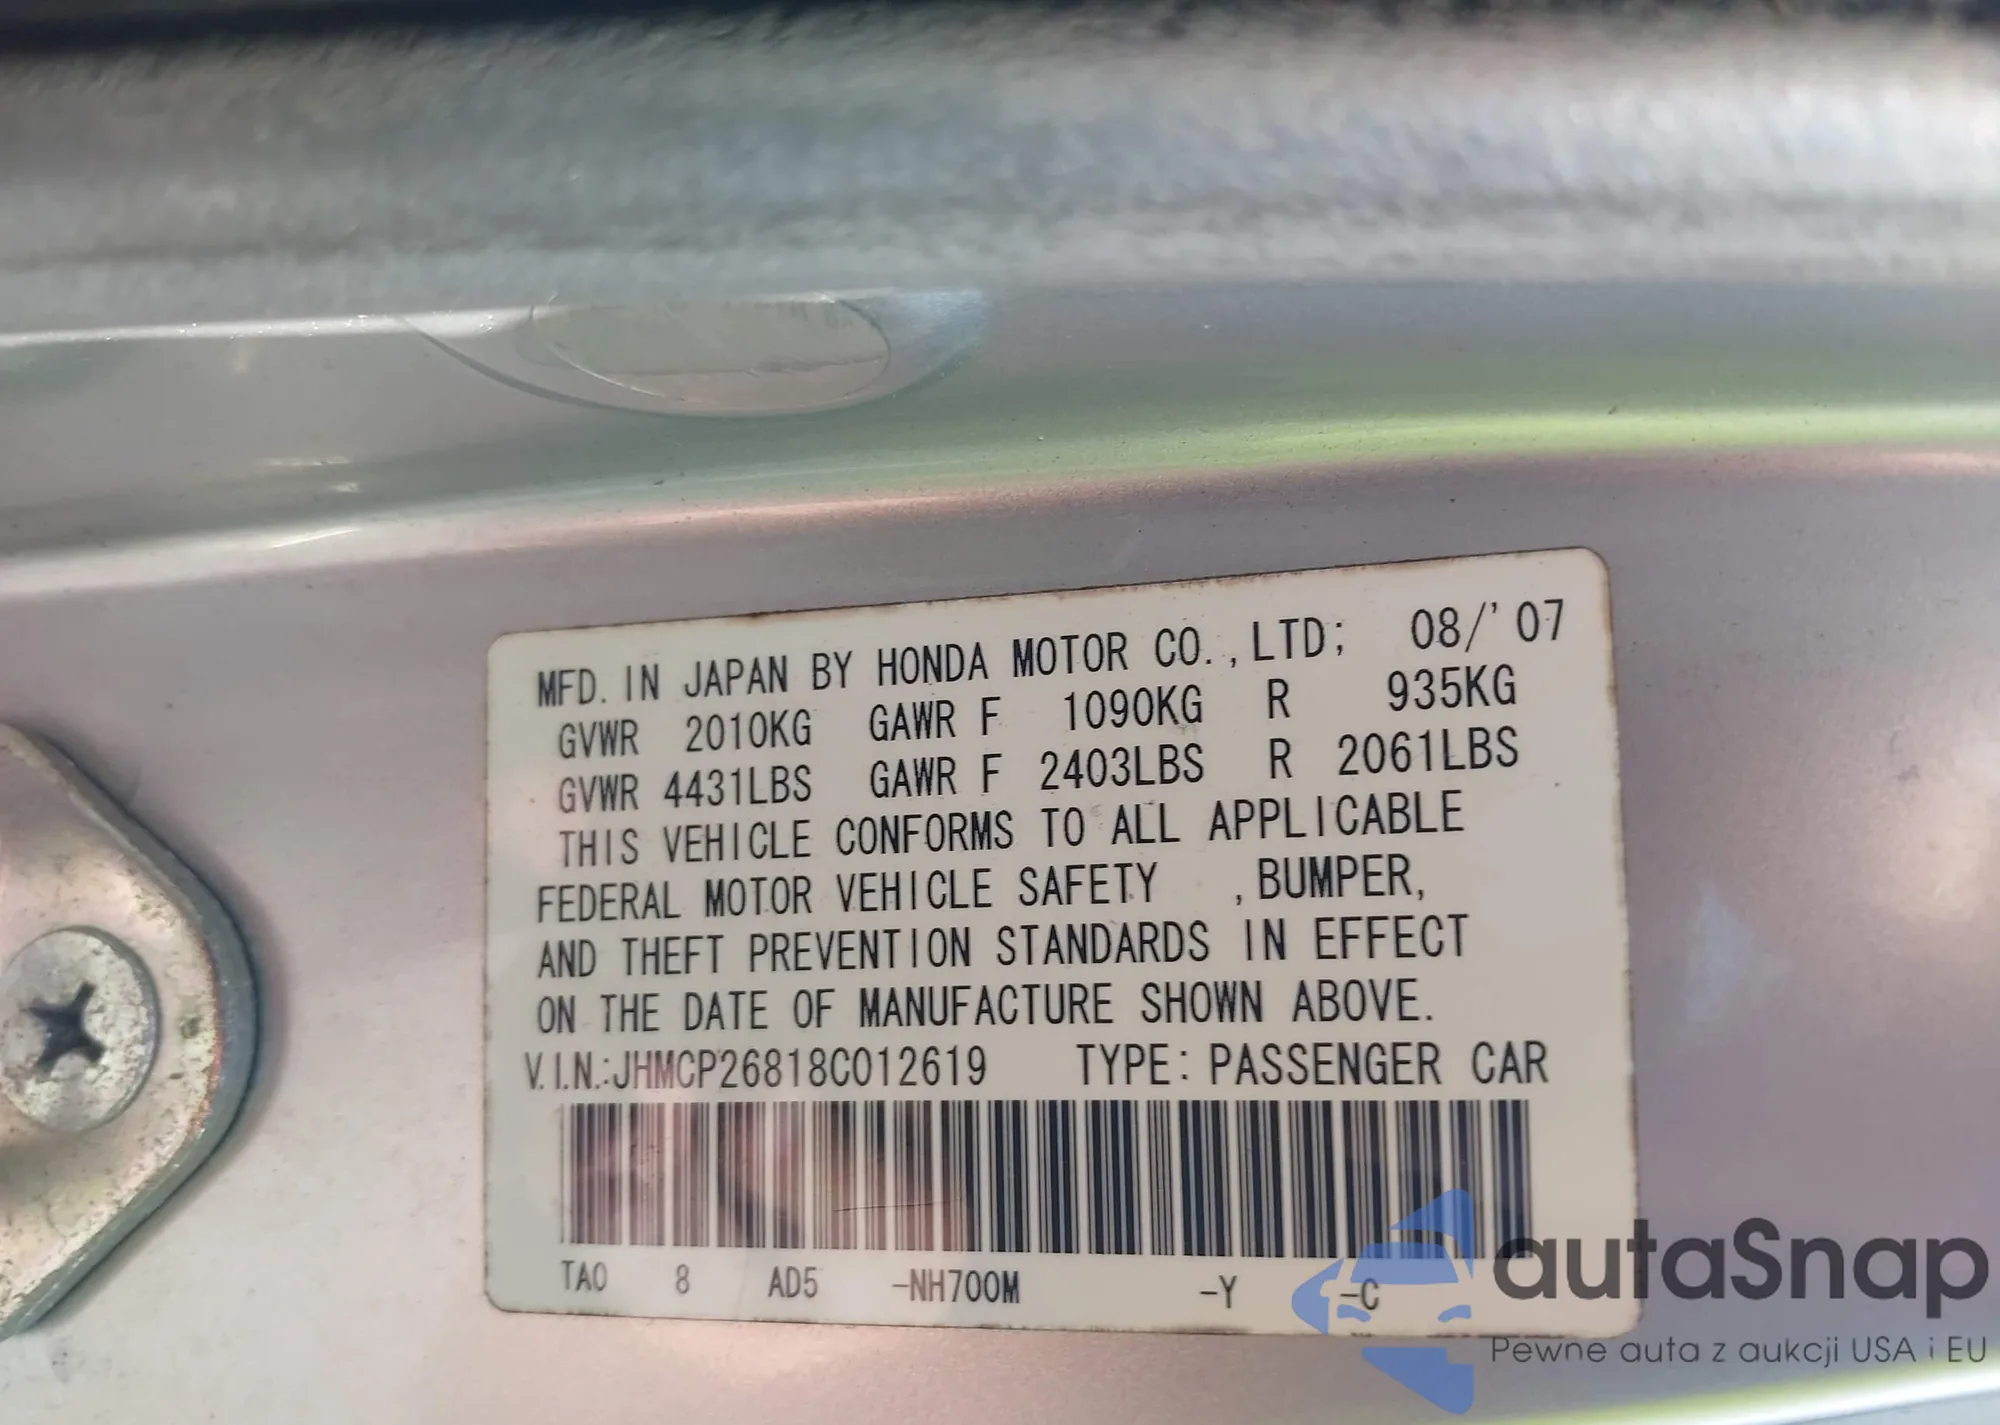 MFD. IN JAPAN BY HONDA MOTOR CO., LTD; 08/'07
GVWR 2010KG GAWR F 1090KG R 935KG
GVWR 4431LBS GAWR F 2403LBS R 2061LBS
THIS VEHICLE CONFORMS TO ALL APPLICABLE
FEDERAL MOTOR VEHICLE SAFETY , BUMPER,
AND THEFT PREVENTION STANDARDS IN EFFECT
ON THE DATE OF MANUFACTURE SHOWN ABOVE.
V.I.N.:JHMCP26818C012619 TYPE: PASSENGER CAR
TA0 8 AD5 -NH700M -Y -C
autaSnap
Pewne auta z aukcji USA i EU